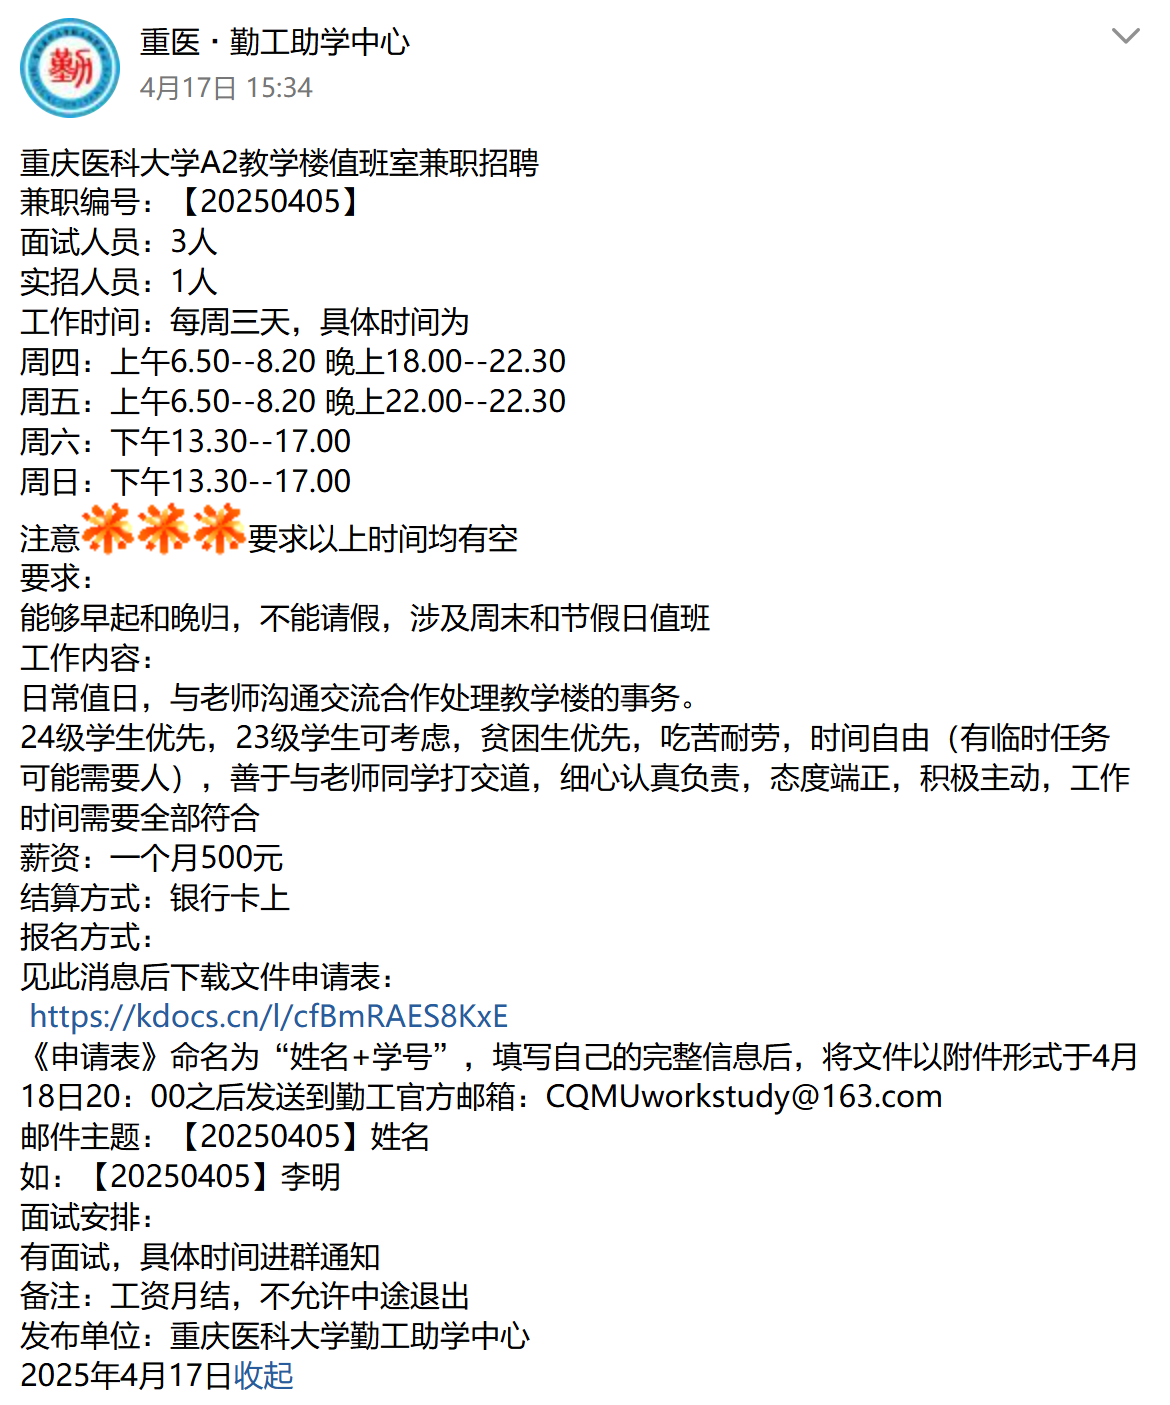 重医·勤工助学中心
4月17日 15:34
重庆医科大学A2教学楼值班室兼职招聘
兼职编号：【20250405】
面试人员：3人
实招人员：1人
工作时间：每周三天，具体时间为
周四：上午6.50--8.20 晚上18.00--22.30
周五：上午6.50--8.20 晚上22.00--22.30
周六：下午13.30--17.00
周日：下午13.30--17.00
注意要求以上时间均有空
要求：
能够早起和晚归，不能请假，涉及周末和节假日值班
工作内容：
日常值日，与老师沟通交流合作处理教学楼的事务。
24级学生优先，23级学生可考虑，贫困生优先，吃苦耐劳，时间自由（有临时任务
可能需要人），善于与老师同学打交道，细心认真负责，态度端正，积极主动，工作
时间需要全部符合
薪资：一个月500元
结算方式：银行卡上
报名方式：
见此消息后下载文件申请表：
https://kdocs.cn/l/cfBmRAES8KxE
《申请表》命名为“姓名+学号”，填写自己的完整信息后，将文件以附件形式于4月
18日20：00之后发送到勤工官方邮箱：CQMUworkstudy@163.com
邮件主题：【20250405】姓名
如：【20250405】李明
面试安排：
有面试，具体时间进群通知
备注：工资月结，不允许中途退出
发布单位：重庆医科大学勤工助学中心
2025年4月17日收起